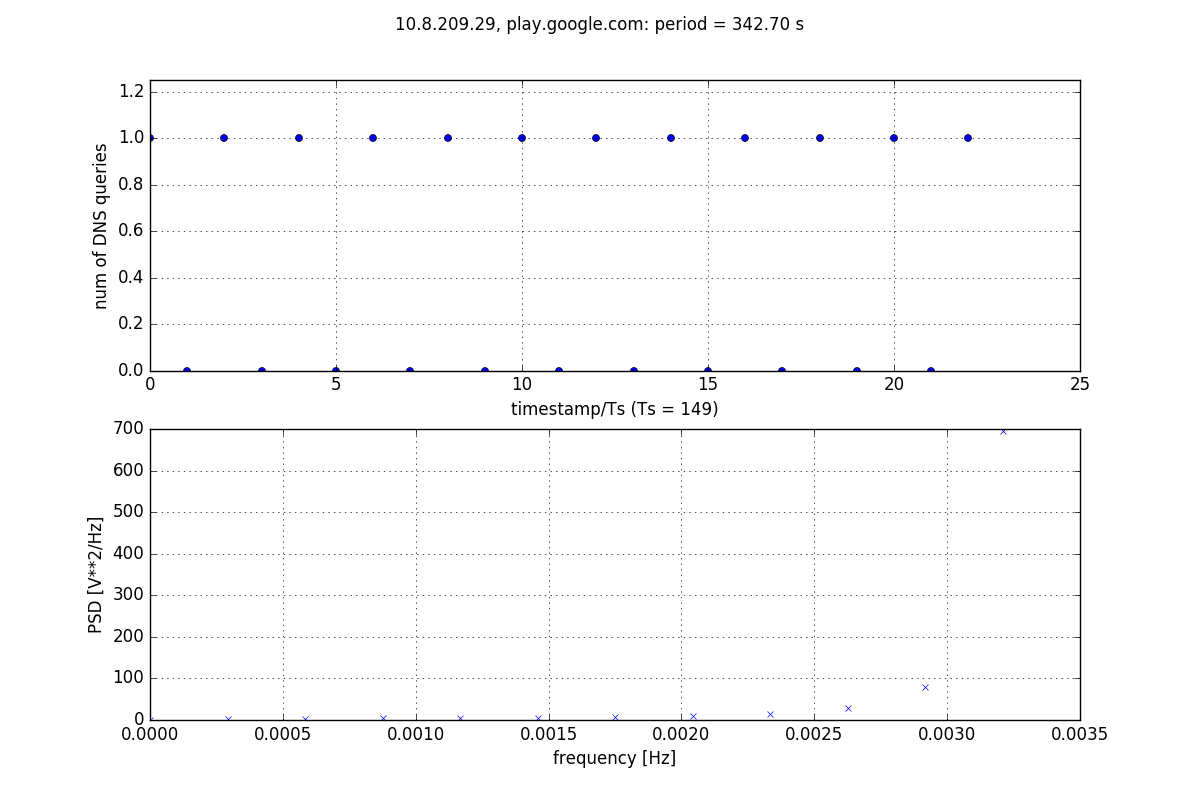 10.8.209.29, play.google.com: period = 342.70 s
1.2
1.0
0.8
0.6
0.4
0.2
0.0
num of DNS queries
0 5 10 15 20 25
timestamp/Ts (Ts = 149)
700
600
500
400
300
200
100
0
PSD [V**2/Hz]
0.0000 0.0005 0.0010 0.0015 0.0020 0.0025 0.0030 0.0035
frequency [Hz]